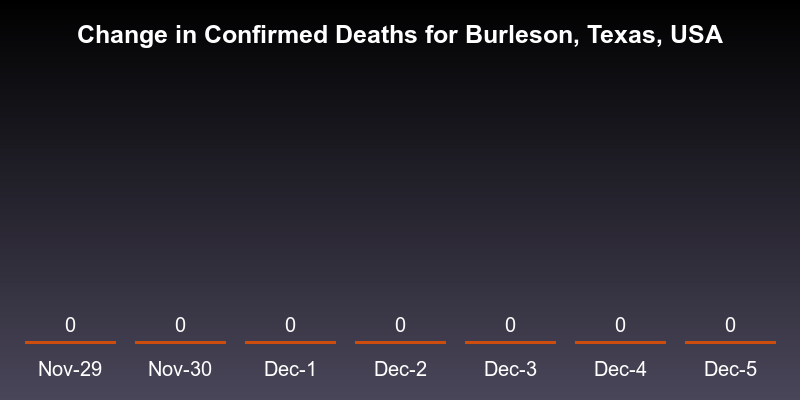 Change in Confirmed Deaths for Burleson, Texas, USA
0 0 0 0 0 0 0
Nov-29 Nov-30 Dec-1 Dec-2 Dec-3 Dec-4 Dec-5